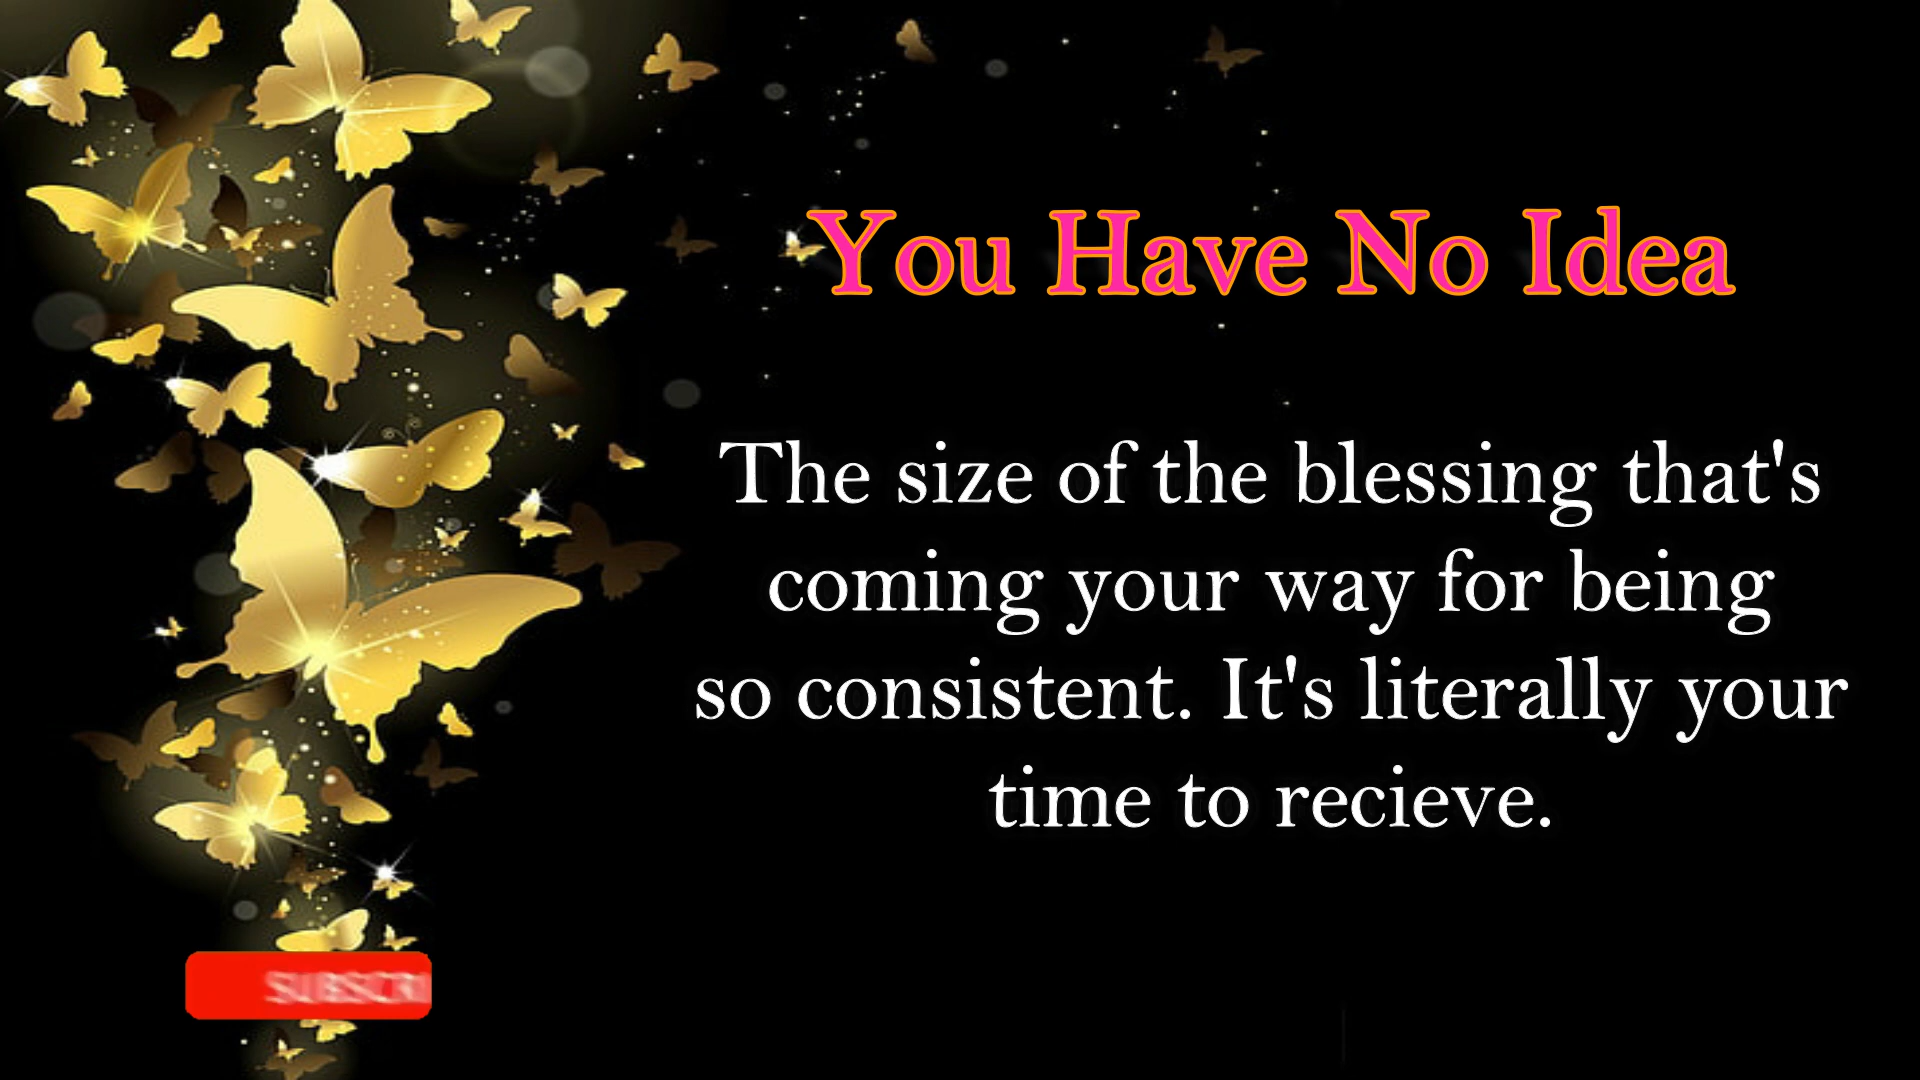 You Have No Idea
The size of the blessing that's
coming your way for being
so consistent. It's literally your
time to recieve.